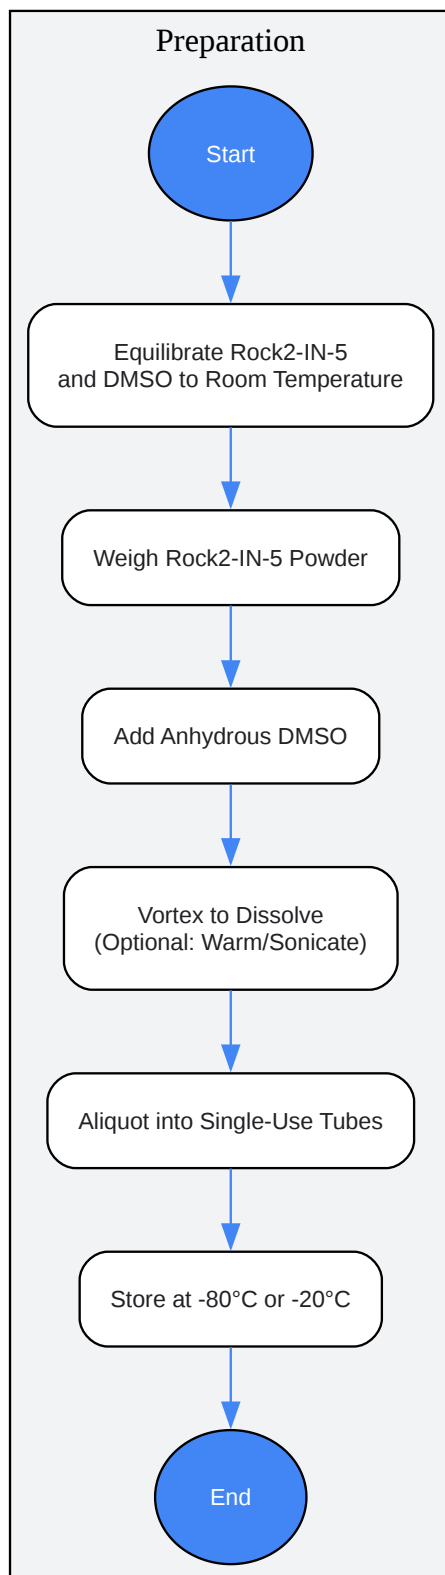 Preparation
Start
Equilibrate Rock2-IN-5
and DMSO to Room Temperature
Weigh Rock2-IN-5 Powder
Add Anhydrous DMSO
Vortex to Dissolve
(Optional: Warm/Sonicate)
Aliquot into Single-Use Tubes
Store at -80°C or -20°C
End